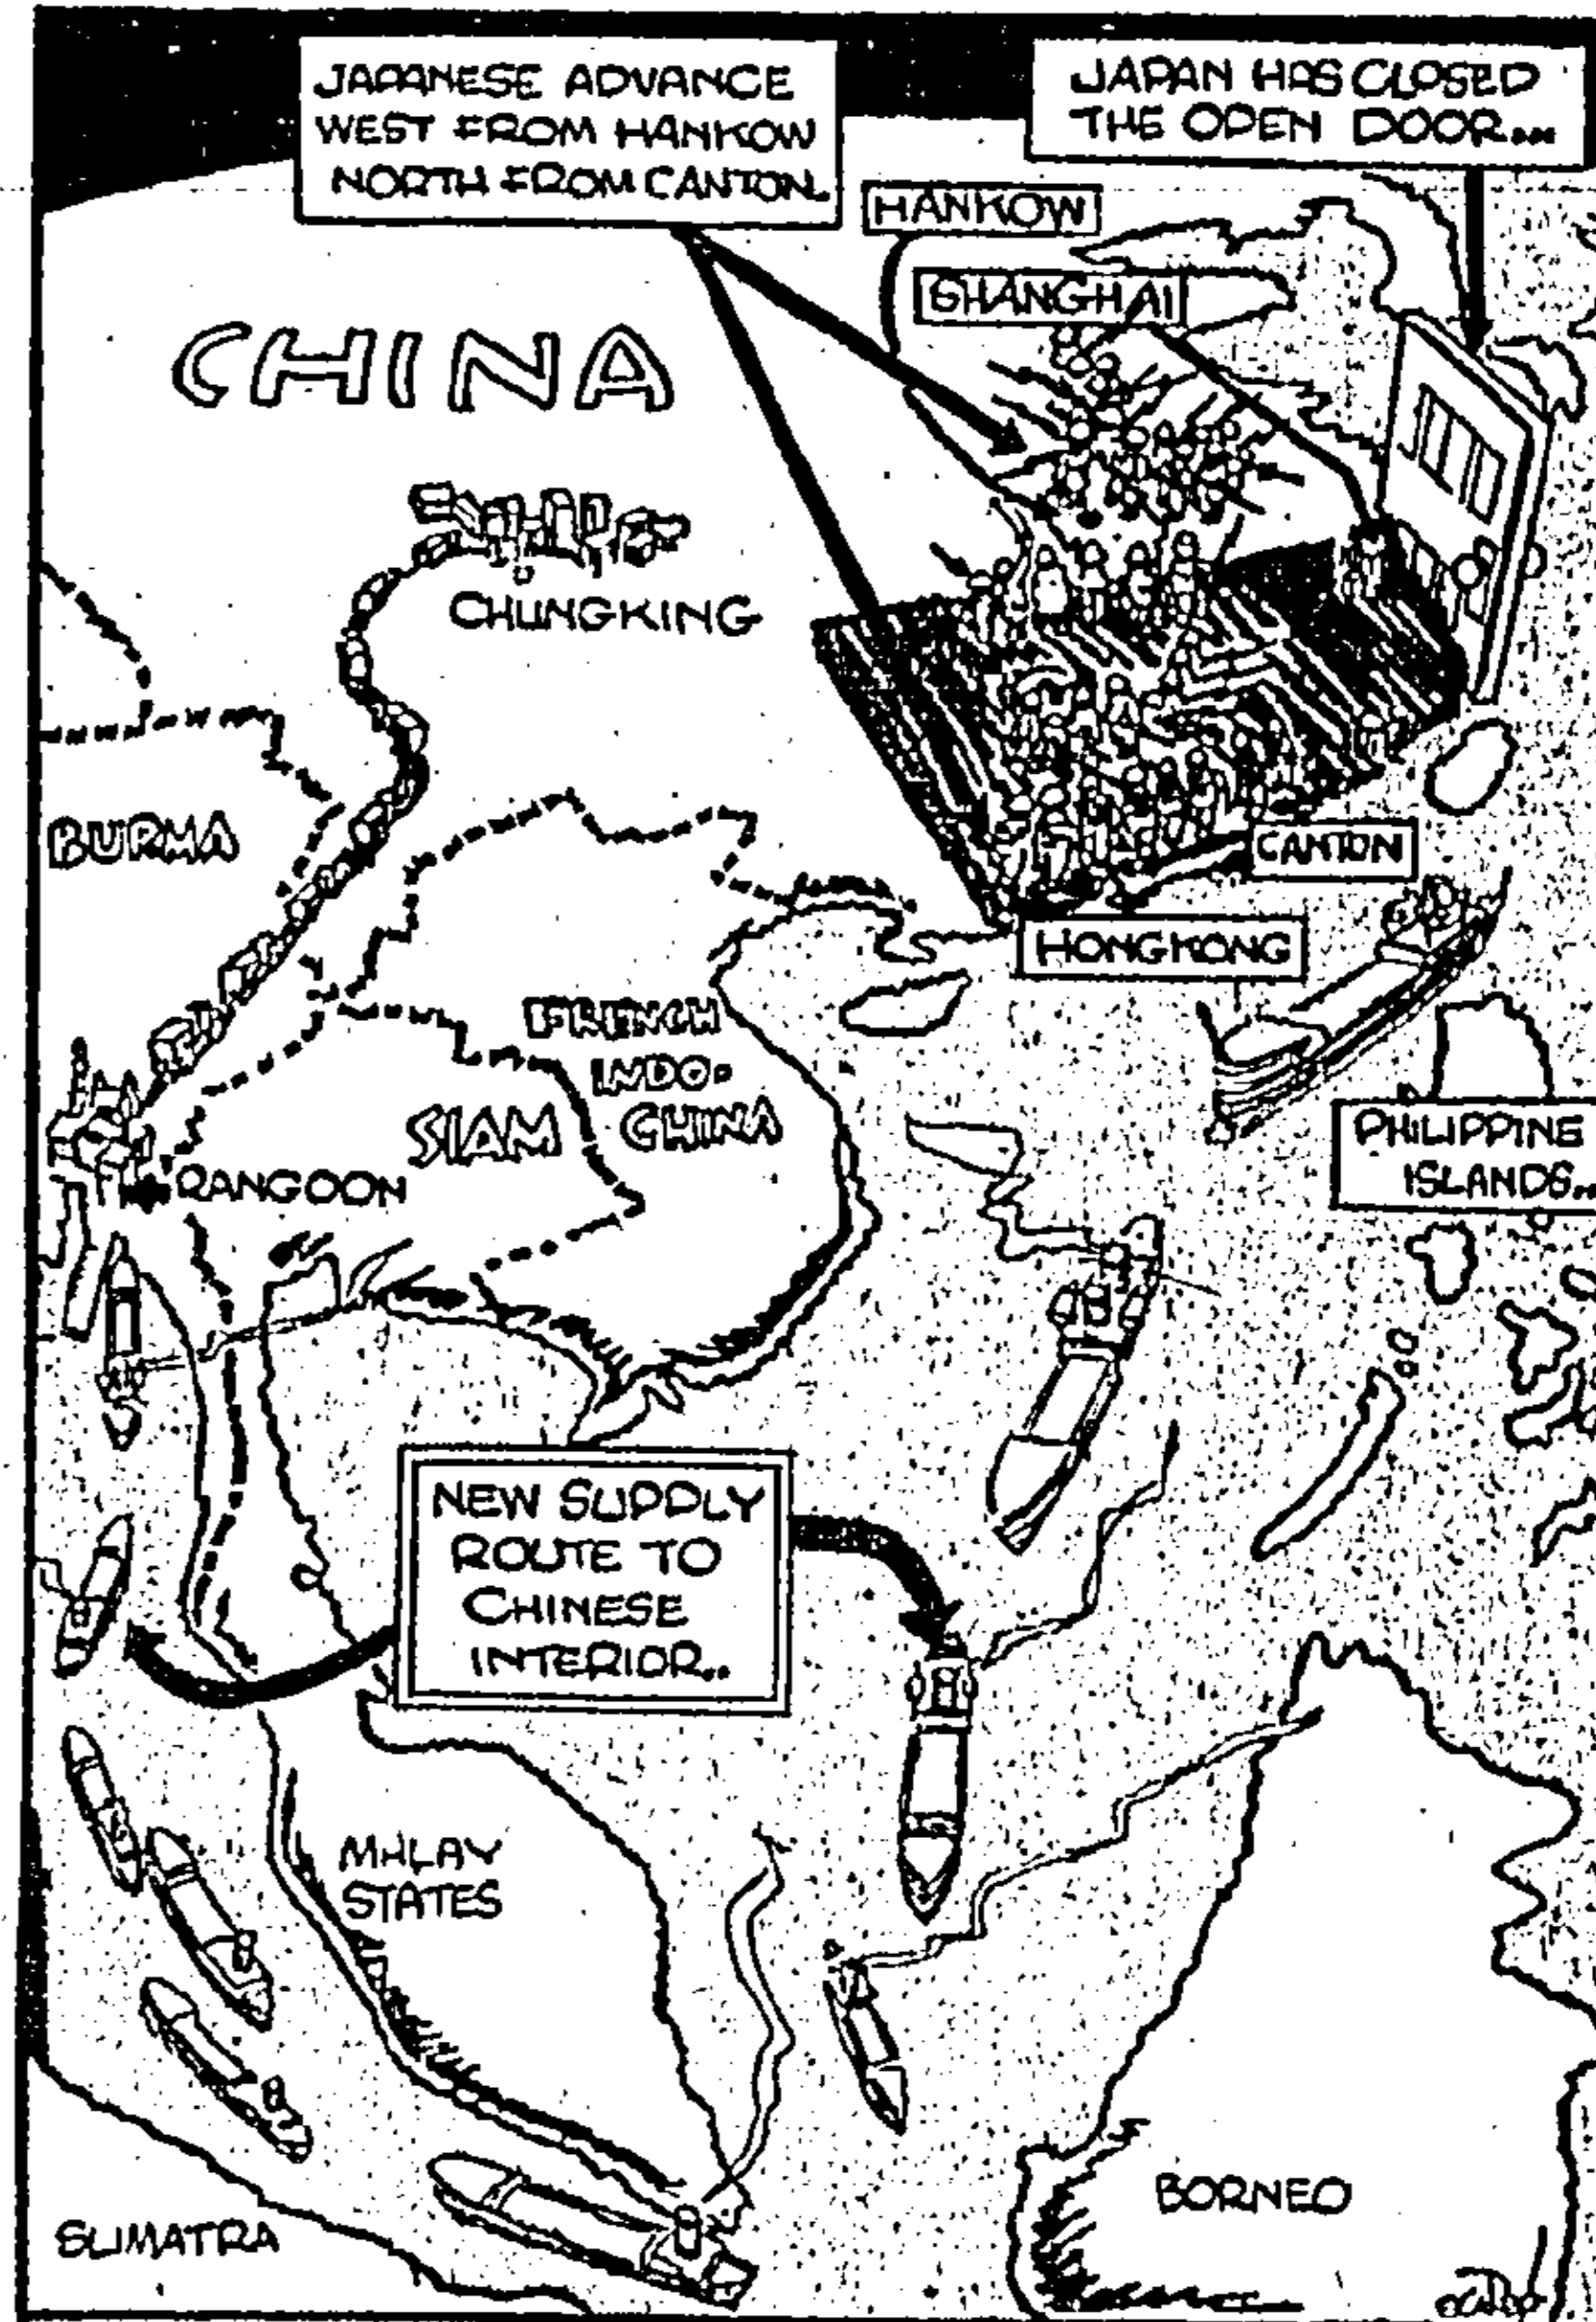 JAPANESE ADVANCE
WEST FROM HANKOW
NORTH FROM CANTON.
JAPAN HAS CLOSED
THE OPEN DOOR...
HANKOW
SHANGHAI
CHINA
CHUNGKING
BURMA
CANTON
HONGKONG
FRENCH
INDO-
CHINA
SIAM
PHILIPPINE
ISLANDS..
RANGOON
NEW SUPPLY
ROUTE TO
CHINESE
INTERIOR..
MALAY
STATES
BORNEO
SUMATRA